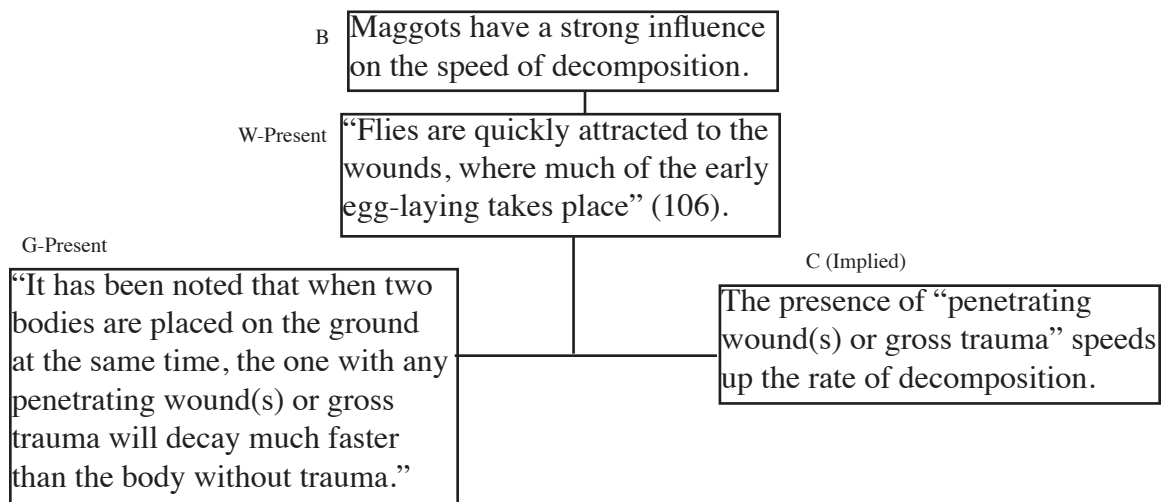 B
Maggots have a strong influence
on the speed of decomposition.
W-Present
“Flies are quickly attracted to the
wounds, where much of the early
egg-laying takes place” (106).
G-Present
“It has been noted that when two
bodies are placed on the ground
at the same time, the one with any
penetrating wound(s) or gross
trauma will decay much faster
than the body without trauma.”
C (Implied)
The presence of “penetrating
wound(s) or gross trauma” speeds
up the rate of decomposition.